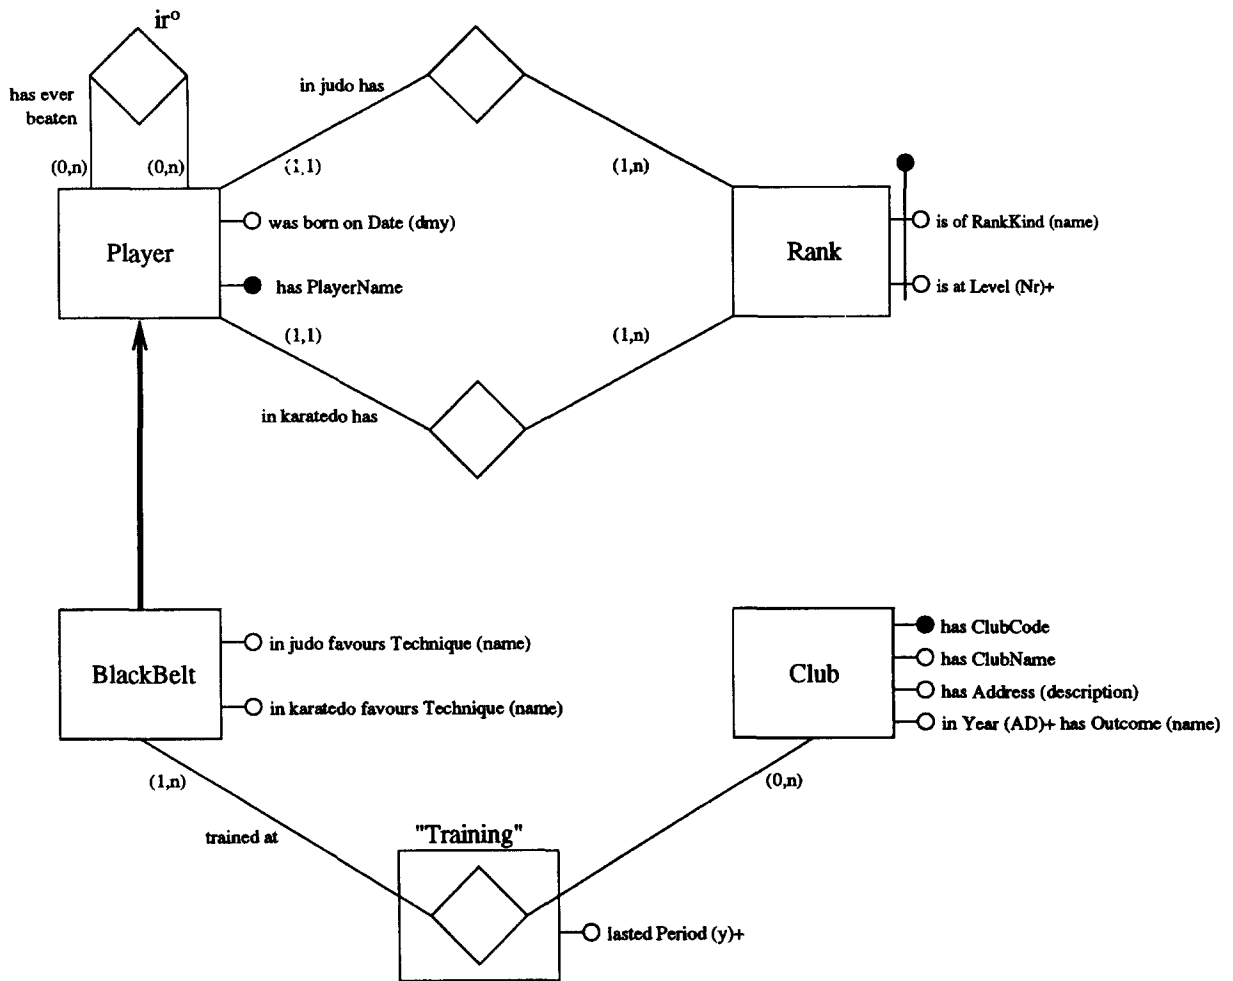 ir°
has ever
beaten
in judo has
(0,n)
(0,n)
(1,1)
(1,n)
Player
was born on Date (dmy)
has PlayerName
Rank
is of RankKind (name)
is at Level (Nr)+
(1,1)
(1,n)
in karatedo has
BlackBelt
in judo favours Technique (name)
in karatedo favours Technique (name)
Club
has ClubCode
has ClubName
has Address (description)
in Year (AD)+ has Outcome (name)
(1,n)
(0,n)
trained at
"Training"
lasted Period (y)+